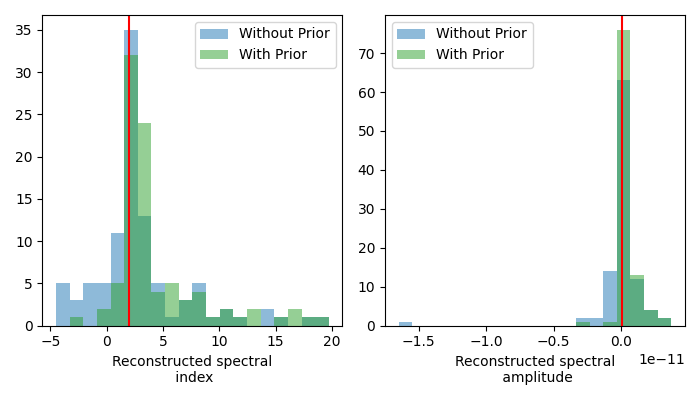 35
30
25
20
15
10
5
0
−5
0
5
10
15
20
Without Prior
With Prior
Reconstructed spectral
index
70
60
50
40
30
20
10
0
−1.5
−1.0
−0.5
0.0
1e−11
Without Prior
With Prior
Reconstructed spectral
amplitude